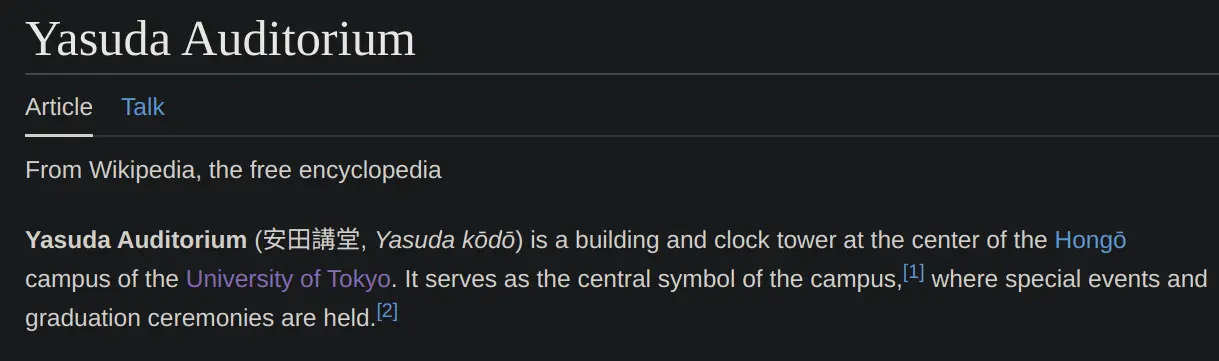 Yasuda Auditorium
Article Talk
From Wikipedia, the free encyclopedia
Yasuda Auditorium (安田講堂, Yasuda kōdō) is a building and clock tower at the center of the Hongō
campus of the University of Tokyo. It serves as the central symbol of the campus,[1] where special events and
graduation ceremonies are held.[2]